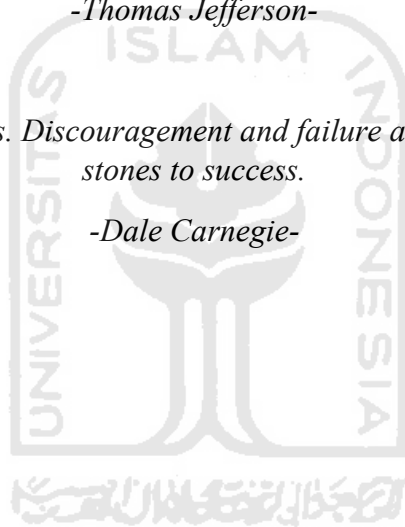 -Thomas Jefferson-
ISLAM
s. Discouragement and failure a
stones to success.
-Dale Carnegie-
UNIVERSITAS
INDONESIA